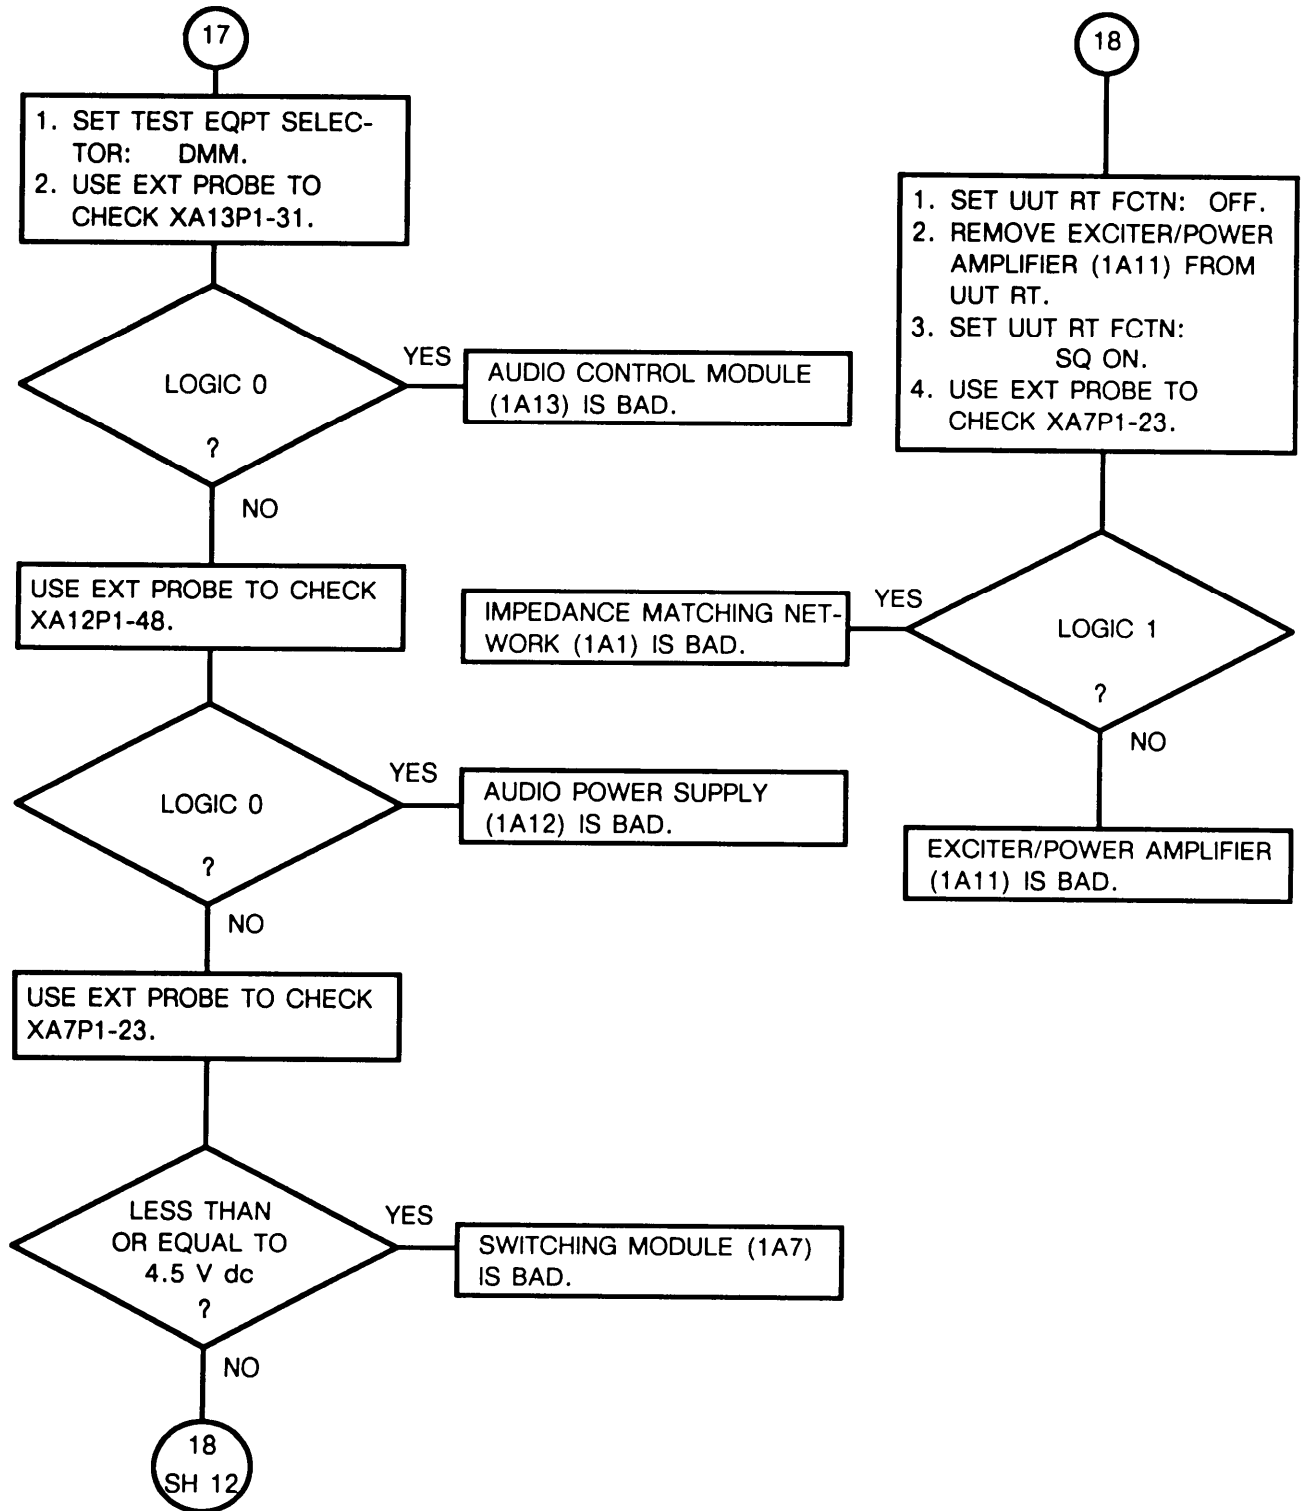 17
1. SET TEST EQPT SELEC-
TOR: DMM.
2. USE EXT PROBE TO
CHECK XA13P1-31.
LOGIC 0
?
YES
AUDIO CONTROL MODULE
(1A13) IS BAD.
NO
USE EXT PROBE TO CHECK
XA12P1-48.
LOGIC 0
?
YES
AUDIO POWER SUPPLY
(1A12) IS BAD.
NO
USE EXT PROBE TO CHECK
XA7P1-23.
LESS THAN
OR EQUAL TO
4.5 V dc
?
YES
SWITCHING MODULE (1A7)
IS BAD.
NO
18
SH 12
18
1. SET UUT RT FCTN: OFF.
2. REMOVE EXCITER/POWER
AMPLIFIER (1A11) FROM
UUT RT.
3. SET UUT RT FCTN:
SQ ON.
4. USE EXT PROBE TO
CHECK XA7P1-23.
LOGIC 1
?
YES
IMPEDANCE MATCHING NET-
WORK (1A1) IS BAD.
NO
EXCITER/POWER AMPLIFIER
(1A11) IS BAD.